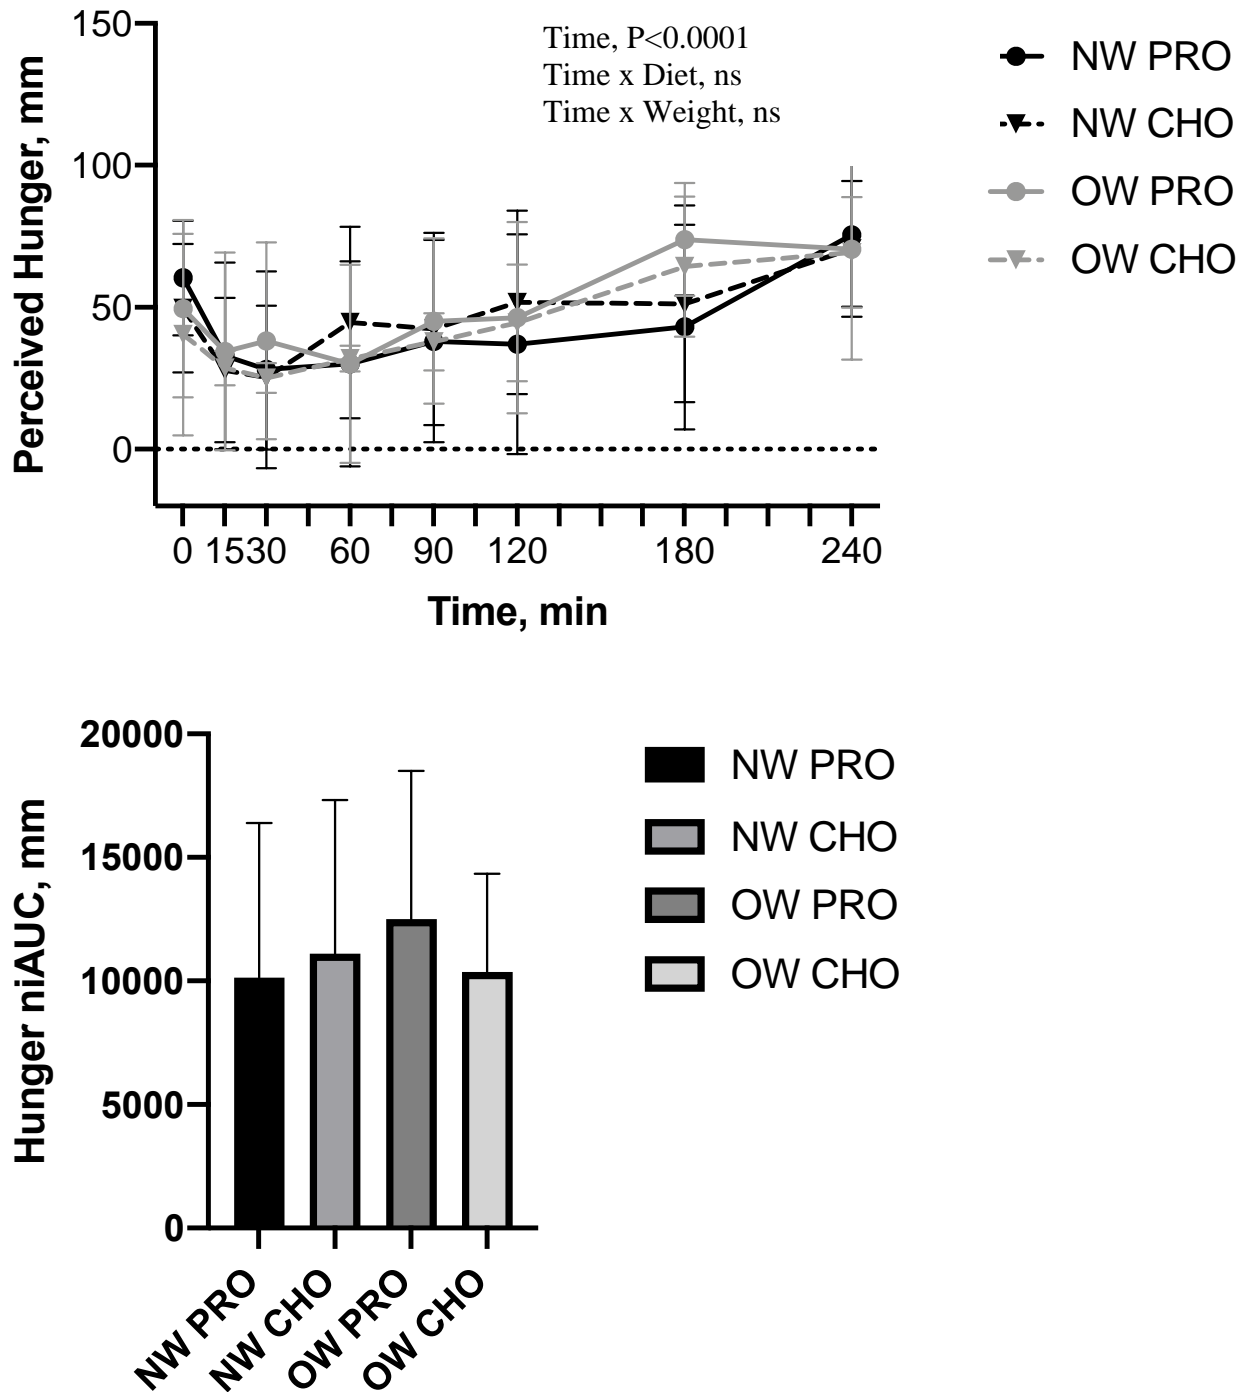 Perceived Hunger, mm
150
100
50
0
Time, P<0.0001
Time x Diet, ns
Time x Weight, ns
NW PRO
NW CHO
OW PRO
OW CHO
0 15 30 60 90 120 180 240
Time, min
Hunger niAUC, mm
20000
15000
10000
5000
0
NW PRO
NW CHO
OW PRO
OW CHO
NW PRO
NW CHO
OW PRO
OW CHO